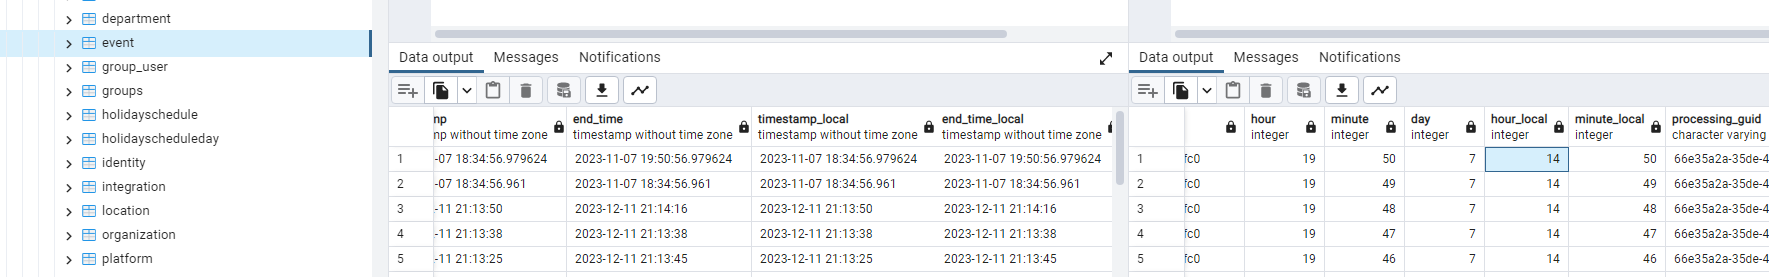 department
event
group_user
groups
holidayschedule
holidayscheduleday
identity
integration
location
organization
platform
Data output Messages Notifications
np end_time timestamp_local end_time_local
np without time zone timestamp without time zone timestamp without time zone timestamp without time zone
1 -07 18:34:56.979624 2023-11-07 19:50:56.979624 2023-11-07 18:34:56.979624 2023-11-07 19:50:56.979624
2 -07 18:34:56.961 2023-11-07 18:34:56.961 2023-11-07 18:34:56.961 2023-11-07 18:34:56.961
3 -11 21:13:50 2023-12-11 21:14:16 2023-12-11 21:13:50 2023-12-11 21:14:16
4 -11 21:13:38 2023-12-11 21:13:38 2023-12-11 21:13:38 2023-12-11 21:13:38
5 -11 21:13:25 2023-12-11 21:13:45 2023-12-11 21:13:25 2023-12-11 21:13:45
Data output Messages Notifications
hour minute day hour_local minute_local processing_guid
integer integer integer integer integer character varying
1 fc0 19 50 7 14 50 66e35a2a-35de-4
2 fc0 19 49 7 14 49 66e35a2a-35de-4
3 fc0 19 48 7 14 48 66e35a2a-35de-4
4 fc0 19 47 7 14 47 66e35a2a-35de-4
5 fc0 19 46 7 14 46 66e35a2a-35de-4